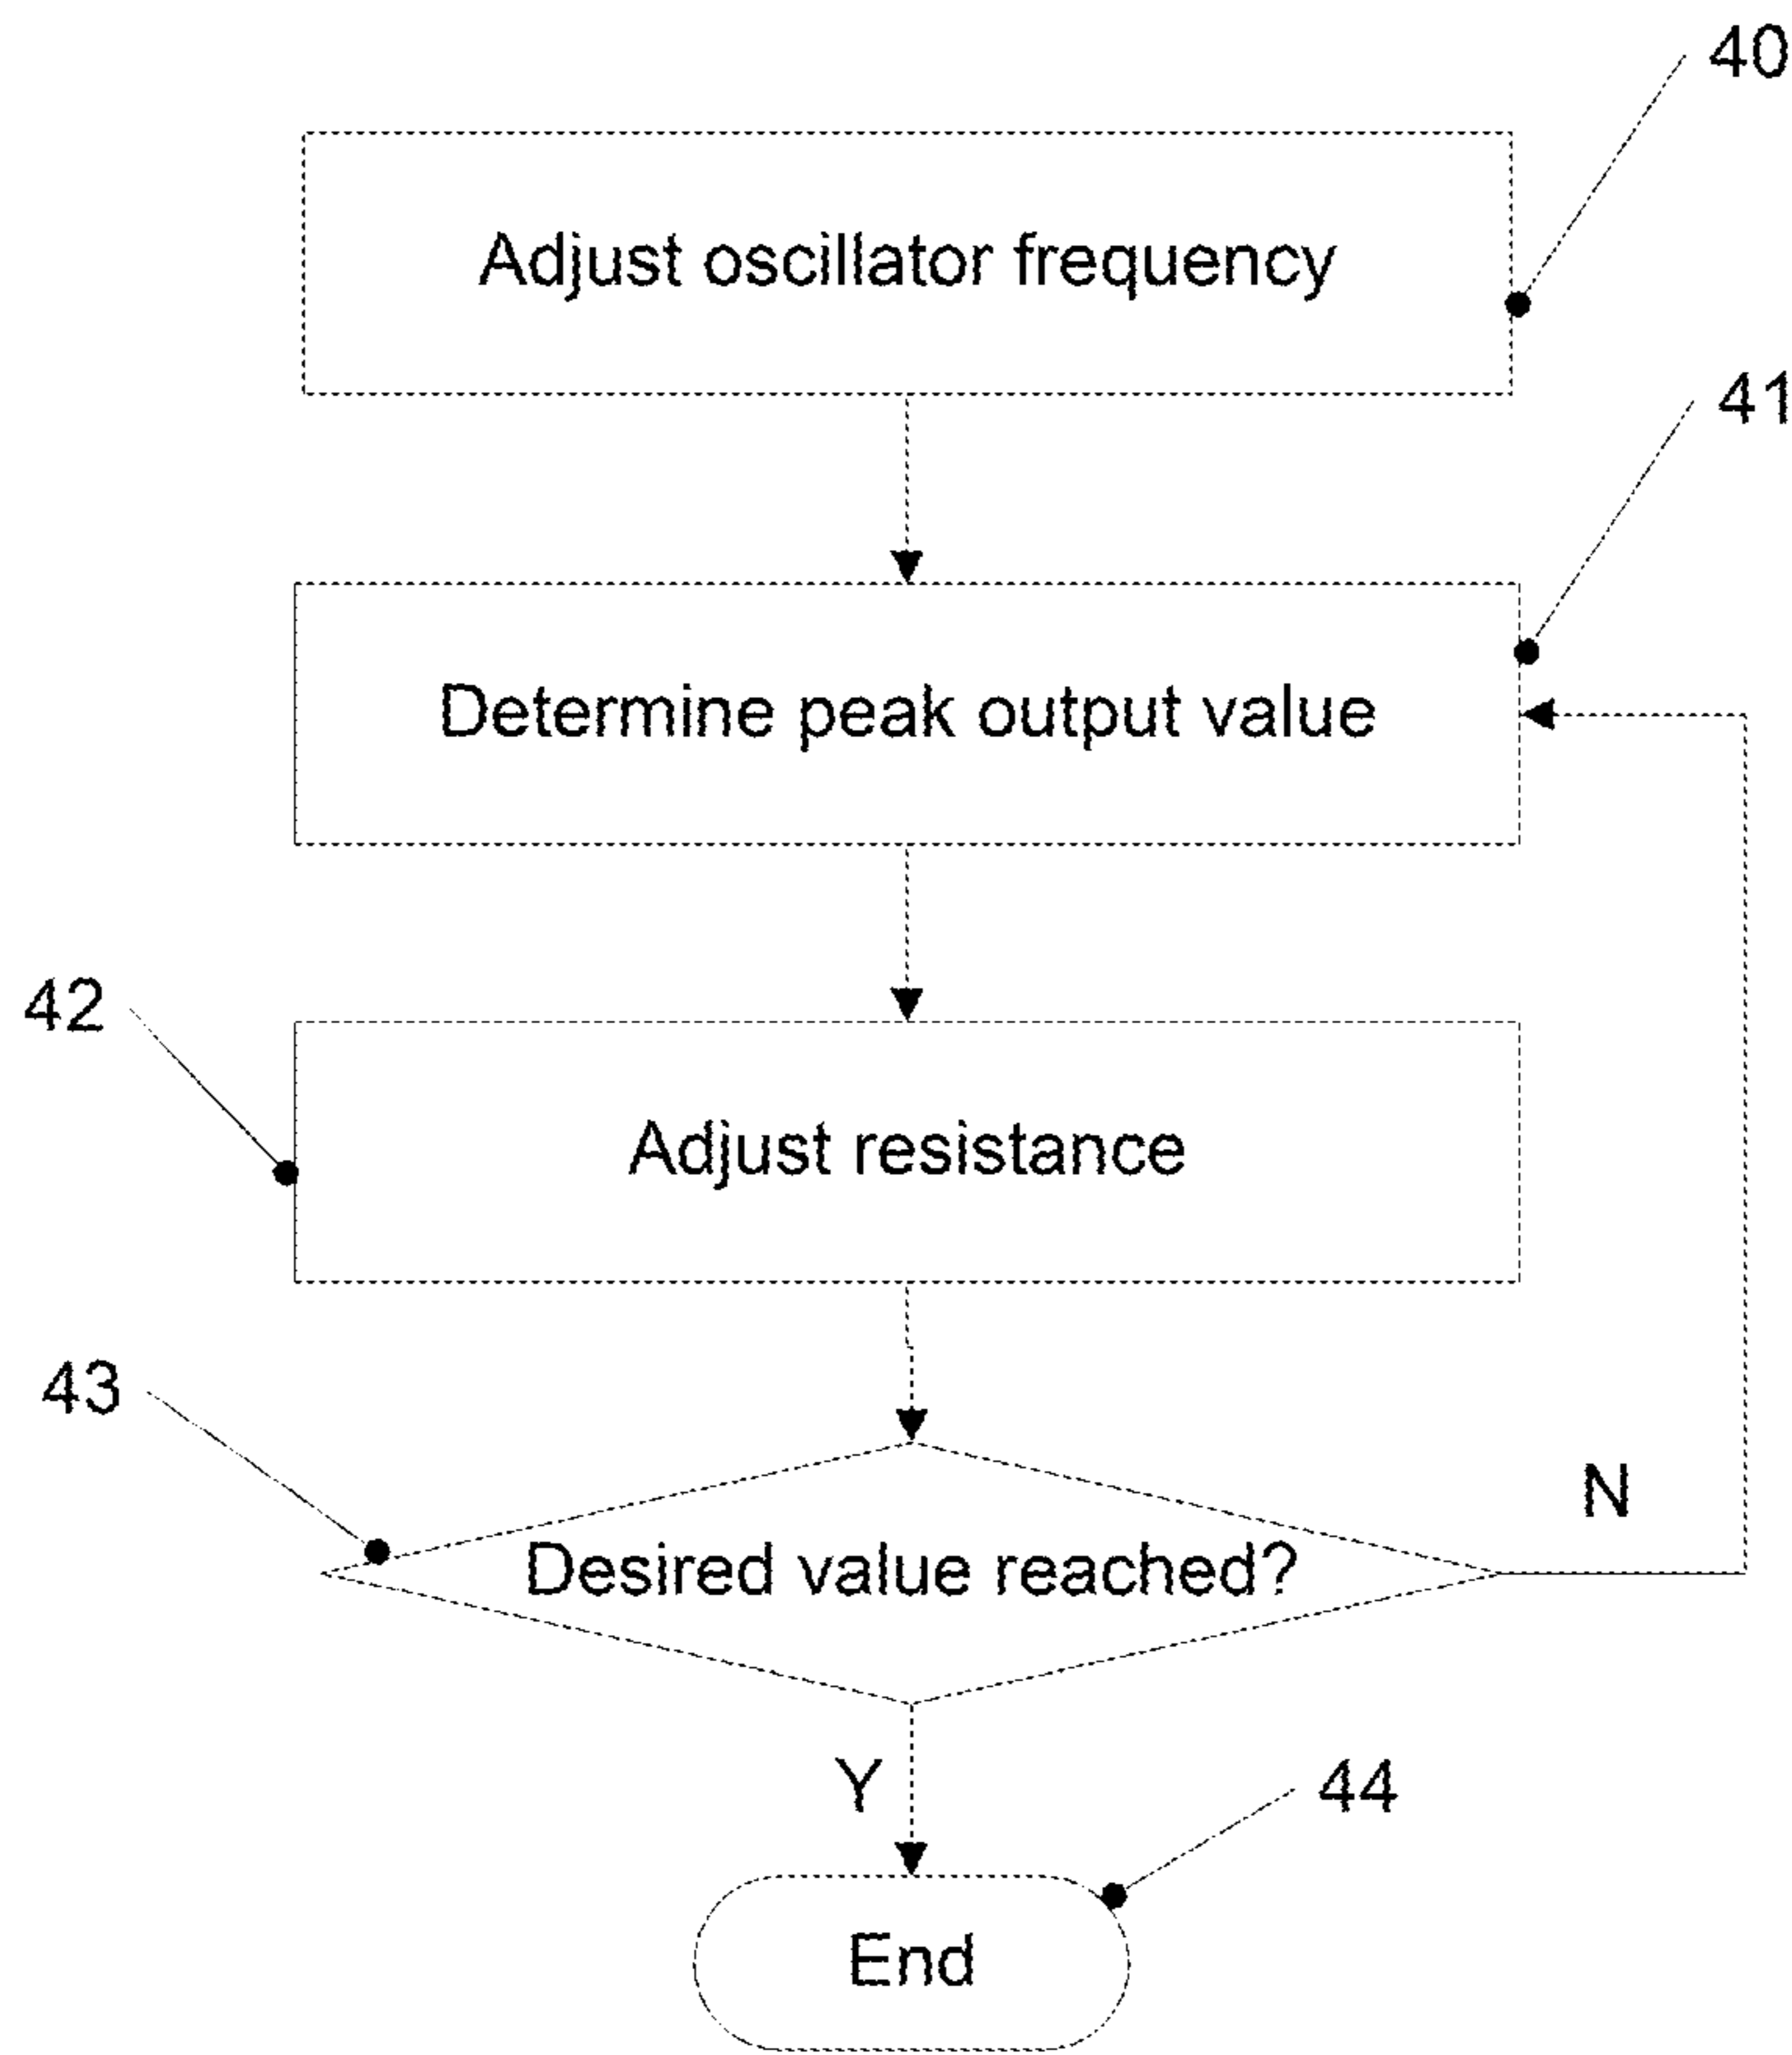 40
Adjust oscillator frequency
41
Determine peak output value
42
Adjust resistance
43
N
Desired value reached?
Y
44
End